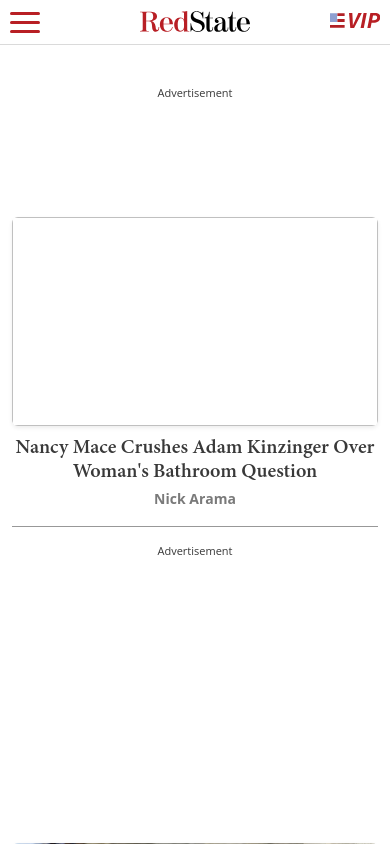 RedState
VIP
Advertisement
Nancy Mace Crushes Adam Kinzinger Over
Woman's Bathroom Question
Nick Arama
Advertisement